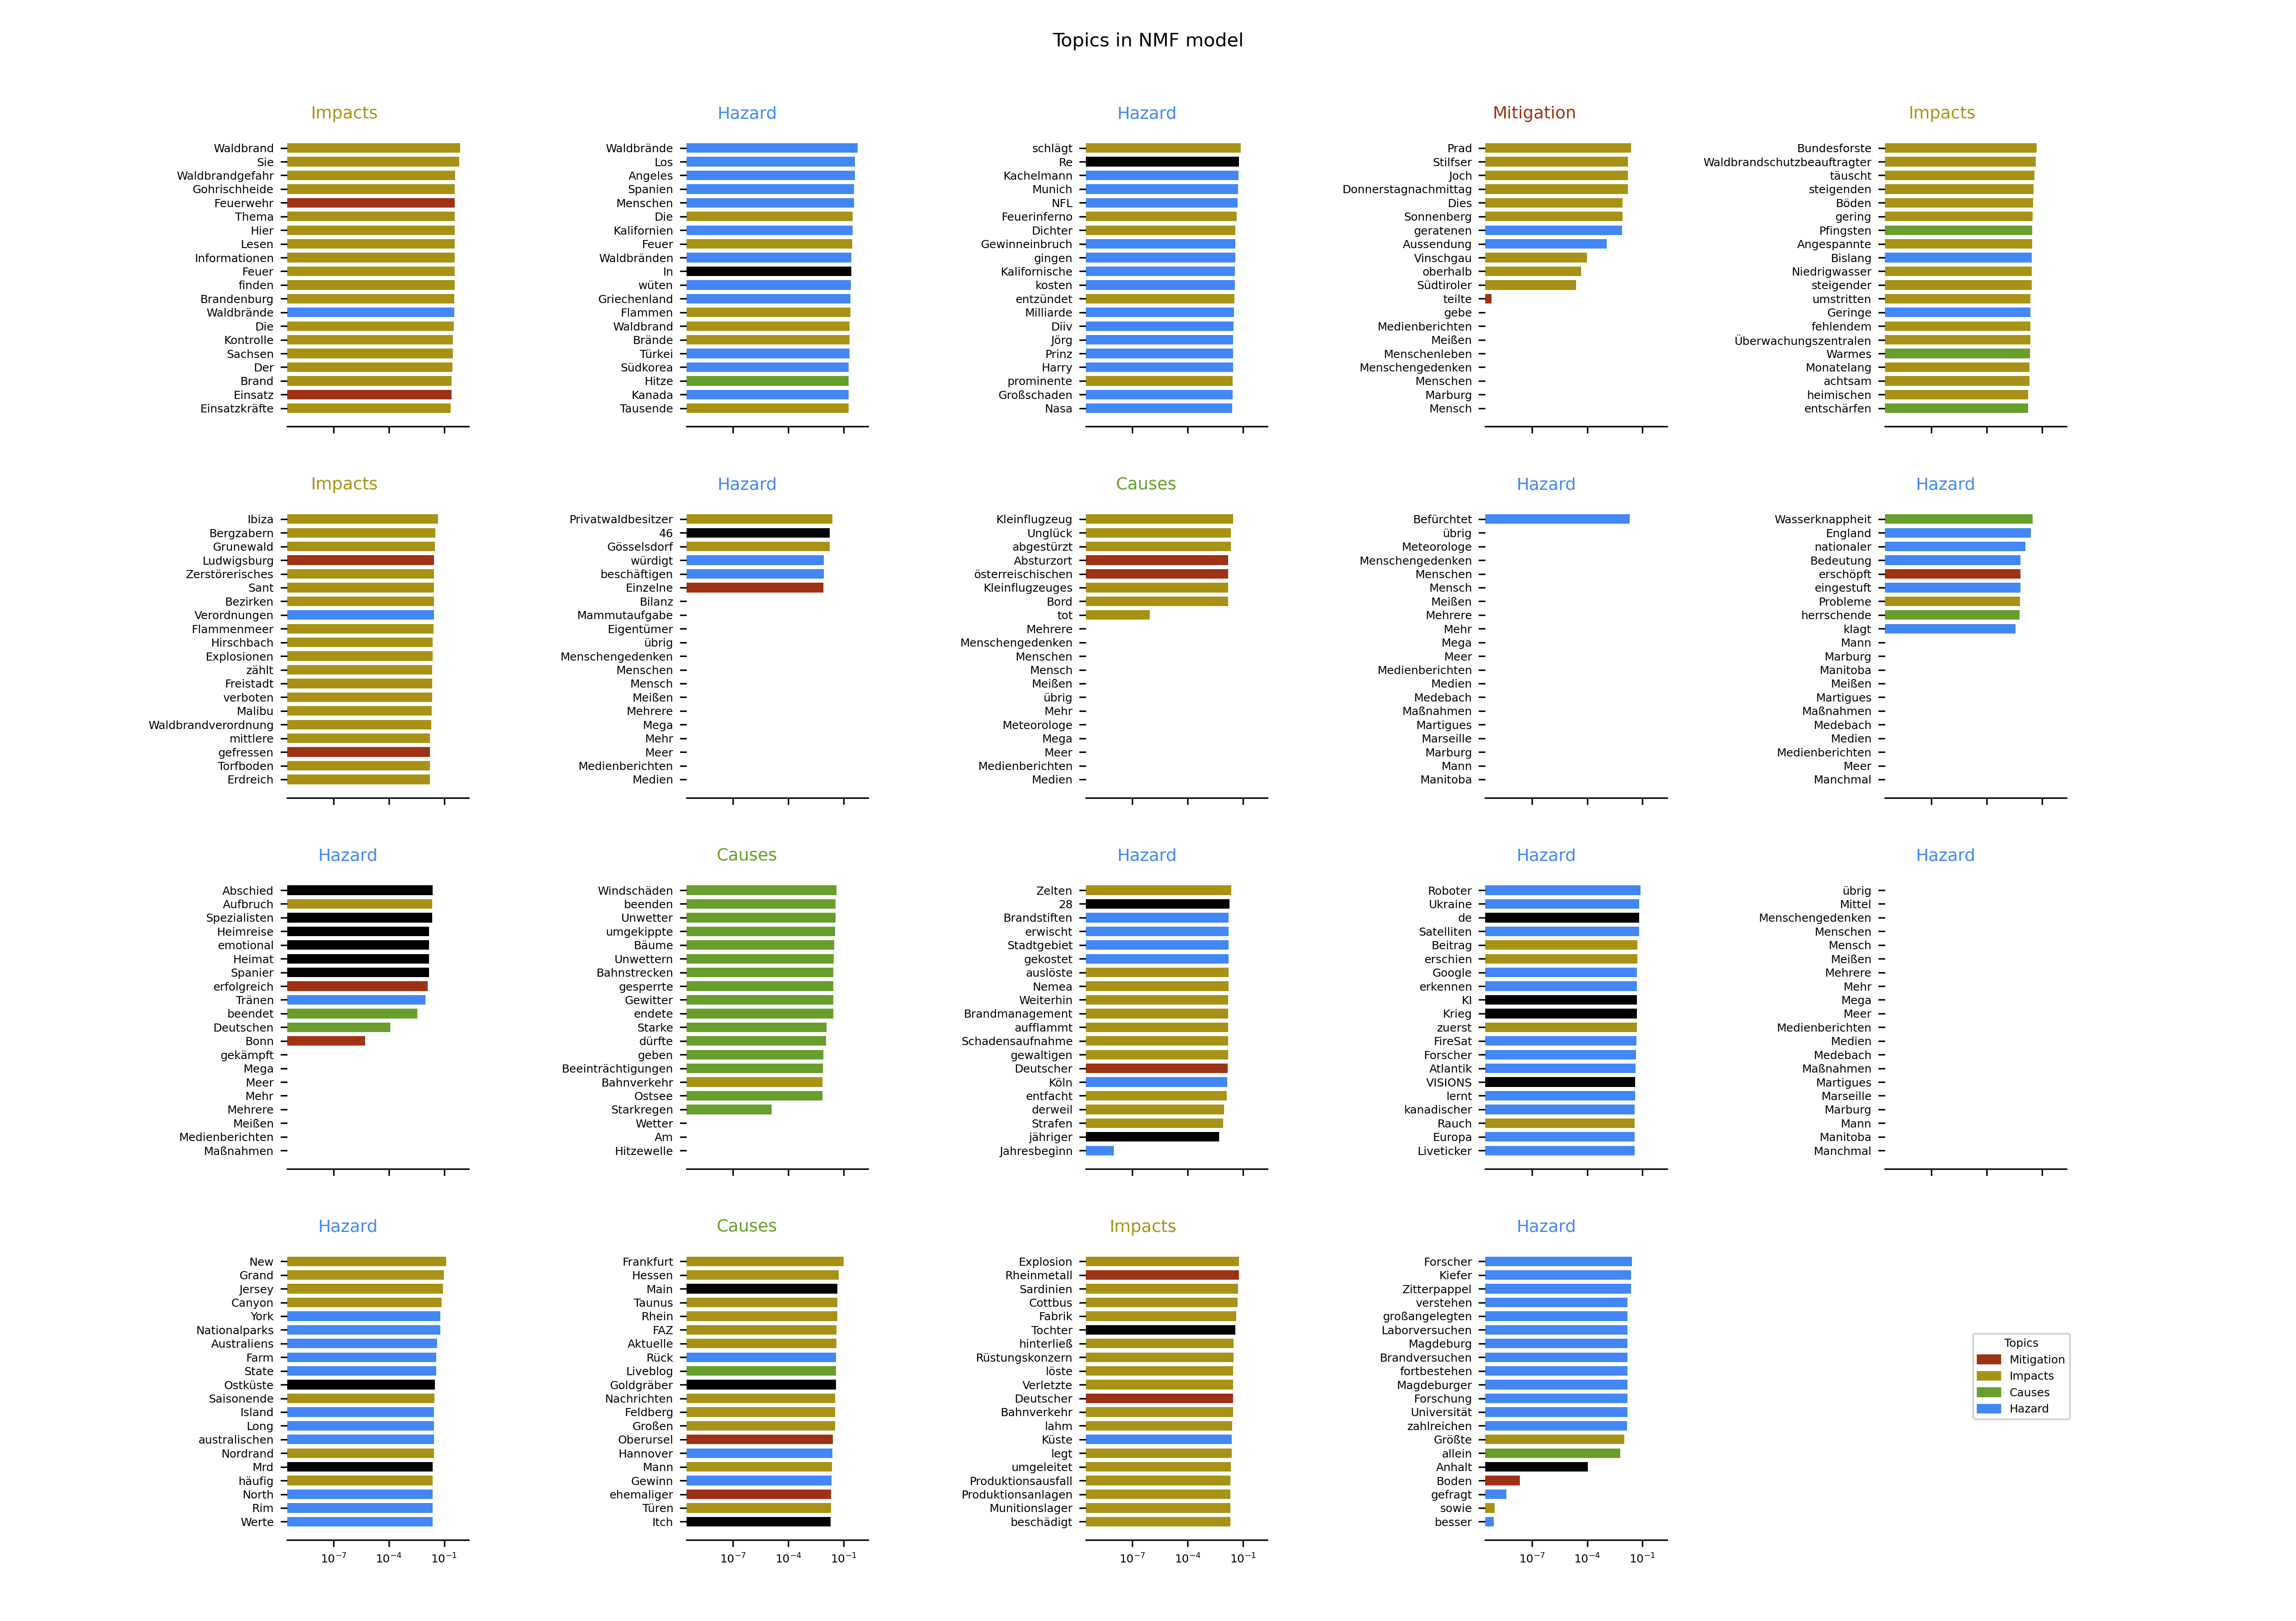 Topics in NMF model
Impacts
Waldbrand
Sie
Waldbrandgefahr
Gohrischheide
Feuerwehr
Thema
Hier
Lesen
Informationen
Feuer
finden
Brandenburg
Waldbrände
Die
Kontrolle
Sachsen
Der
Brand
Einsatz
Einsatzkräfte
Hazard
Waldbrände
Los
Angeles
Spanien
Menschen
Die
Kalifornien
Feuer
Waldbränden
In
wüten
Griechenland
Flammen
Waldbrand
Brände
Türkei
Südkorea
Hitze
Kanada
Tausende
Hazard
schlägt
Re
Kachelmann
Munich
NFL
Feuerinferno
Dichter
Gewinneinbruch
gingen
Kalifornische
kosten
entzündet
Milliarde
Diiv
Jörg
Prinz
Harry
prominente
Großschaden
Nasa
Mitigation
Prad
Stilfser
Joch
Donnerstagnachmittag
Dies
Sonnenberg
geratenen
Aussendung
Vinschgau
oberhalb
Südtiroler
teilte
gebe
Medienberichten
Meißen
Menschenleben
Menschengedenken
Menschen
Marburg
Mensch
Impacts
Bundesforste
Waldbrandschutzbeauftragter
täuscht
steigenden
Böden
gering
Pfingsten
Angespannte
Bislang
Niedrigwasser
steigender
umstritten
Geringe
fehlendem
Überwachungszentralen
Warmes
Monatelang
achtsam
heimischen
entschärfen
Impacts
Ibiza
Bergzabern
Grunewald
Ludwigsburg
Zerstörerisches
Sant
Bezirken
Verordnungen
Flammenmeer
Hirschbach
Explosionen
zählt
Freistadt
verboten
Malibu
Waldbrandverordnung
mittlere
gefressen
Torfboden
Erdreich
Hazard
Privatwaldbesitzer
46
Gösselsdorf
würdigt
beschäftigen
Einzelne
Bilanz
Mammutaufgabe
Eigentümer
übrig
Menschengedenken
Menschen
Mensch
Meißen
Mehrere
Mega
Mehr
Meer
Medienberichten
Medien
Causes
Kleinflugzeug
Unglück
abgestürzt
Absturzort
österreischischen
Kleinflugzeuges
Bord
tot
Mehrere
Menschengedenken
Menschen
Mensch
Meißen
übrig
Mehr
Meteorologe
Mega
Meer
Medienberichten
Medien
Hazard
Befürchtet
übrig
Meteorologe
Menschengedenken
Menschen
Mensch
Meißen
Mehrere
Mehr
Mega
Meer
Medienberichten
Medien
Medebach
Maßnahmen
Martigues
Marseille
Marburg
Mann
Manitoba
Hazard
Wasserknappheit
England
nationaler
Bedeutung
erschöpft
eingestuft
Probleme
herrschende
klagt
Mann
Marburg
Manitoba
Meißen
Martigues
Maßnahmen
Medebach
Medien
Medienberichten
Meer
Manchmal
Hazard
Abschied
Aufbruch
Spezialisten
Heimreise
emotional
Heimat
Spanier
erfolgreich
Tränen
beendet
Deutschen
Bonn
gekämpft
Mega
Meer
Mehr
Mehrere
Meißen
Medienberichten
Maßnahmen
Causes
Windschäden
beenden
Unwetter
umgekippte
Bäume
Unwettern
Bahnstrecken
gesperrte
Gewitter
endete
Starke
dürfte
geben
Beeinträchtigungen
Bahnverkehr
Ostsee
Starkregen
Wetter
Am
Hitzewelle
Hazard
Zelten
28
Brandstiften
erwischt
Stadtgebiet
gekostet
auslöste
Nemea
Weiterhin
Brandmanagement
aufflammt
Schadensaufnahme
gewaltigen
Deutscher
Köln
entfacht
derweil
Strafen
jähriger
Jahresbeginn
Hazard
Roboter
Ukraine
de
Satelliten
Beitrag
erschien
Google
erkennen
KI
Krieg
zuerst
FireSat
Forscher
Atlantik
VISIONS
lernt
kanadischer
Rauch
Europa
Liveticker
Hazard
übrig
Mittel
Menschengedenken
Menschen
Mensch
Meißen
Mehrere
Mehr
Mega
Meer
Medienberichten
Medien
Medebach
Maßnahmen
Martigues
Marseille
Marburg
Mann
Manitoba
Manchmal
Hazard
New
Grand
Jersey
Canyon
York
Nationalparks
Australiens
Farm
State
Ostküste
Saisonende
Island
Long
australischen
Nordrand
Mrd
häufig
North
Rim
Werte
10⁻⁷ 10⁻⁴ 10⁻¹
Causes
Frankfurt
Hessen
Main
Taunus
Rhein
FAZ
Aktuelle
Rück
Liveblog
Goldgräber
Nachrichten
Feldberg
Großen
Oberursel
Hannover
Mann
Gewinn
ehemaliger
Türen
Itch
10⁻⁷ 10⁻⁴ 10⁻¹
Impacts
Explosion
Rheinmetall
Sardinien
Cottbus
Fabrik
Tochter
hinterließ
Rüstungskonzern
löste
Verletzte
Deutscher
Bahnverkehr
lahm
Küste
legt
umgeleitet
Produktionsausfall
Produktionsanlagen
Munitionslager
beschädigt
10⁻⁷ 10⁻⁴ 10⁻¹
Hazard
Forscher
Kiefer
Zitterpappel
verstehen
großangelegten
Laborversuchen
Magdeburg
Brandversuchen
fortbestehen
Magdeburger
Forschung
Universität
zahlreichen
Größte
allein
Anhalt
Boden
gefragt
sowie
besser
10⁻⁷ 10⁻⁴ 10⁻¹
Topics
Mitigation
Impacts
Causes
Hazard